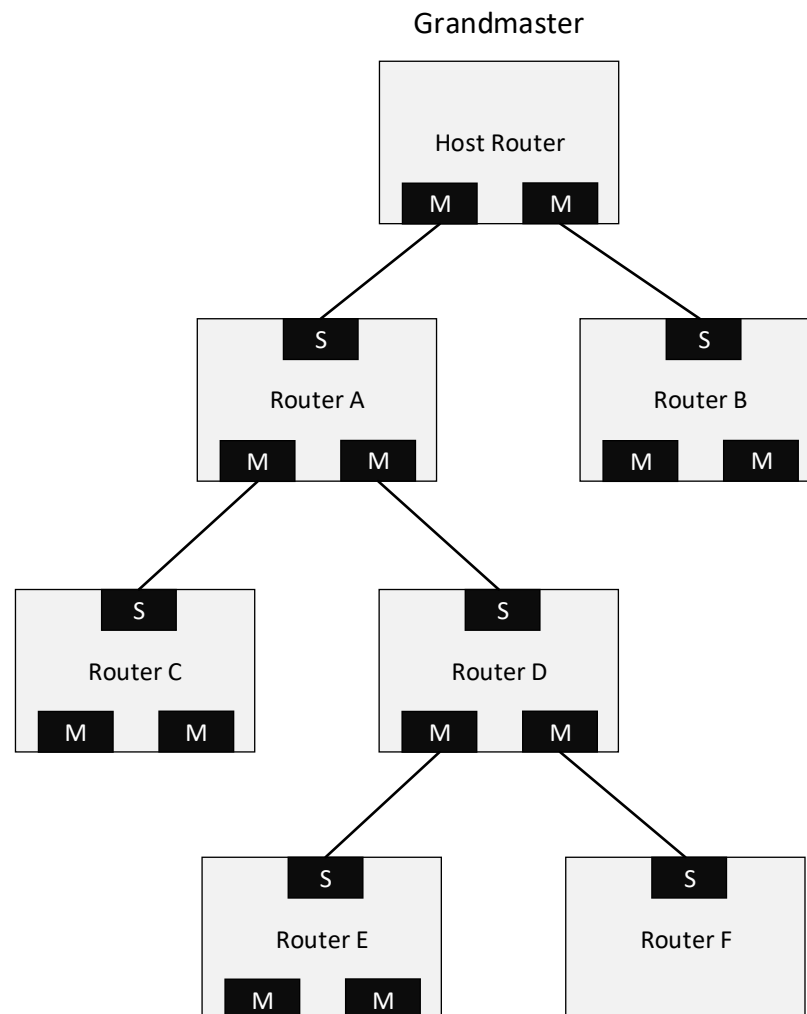 Grandmaster
Host Router
M M
S S
Router A Router B
M M M M
S S
Router C Router D
M M M M
S S
Router E Router F
M M